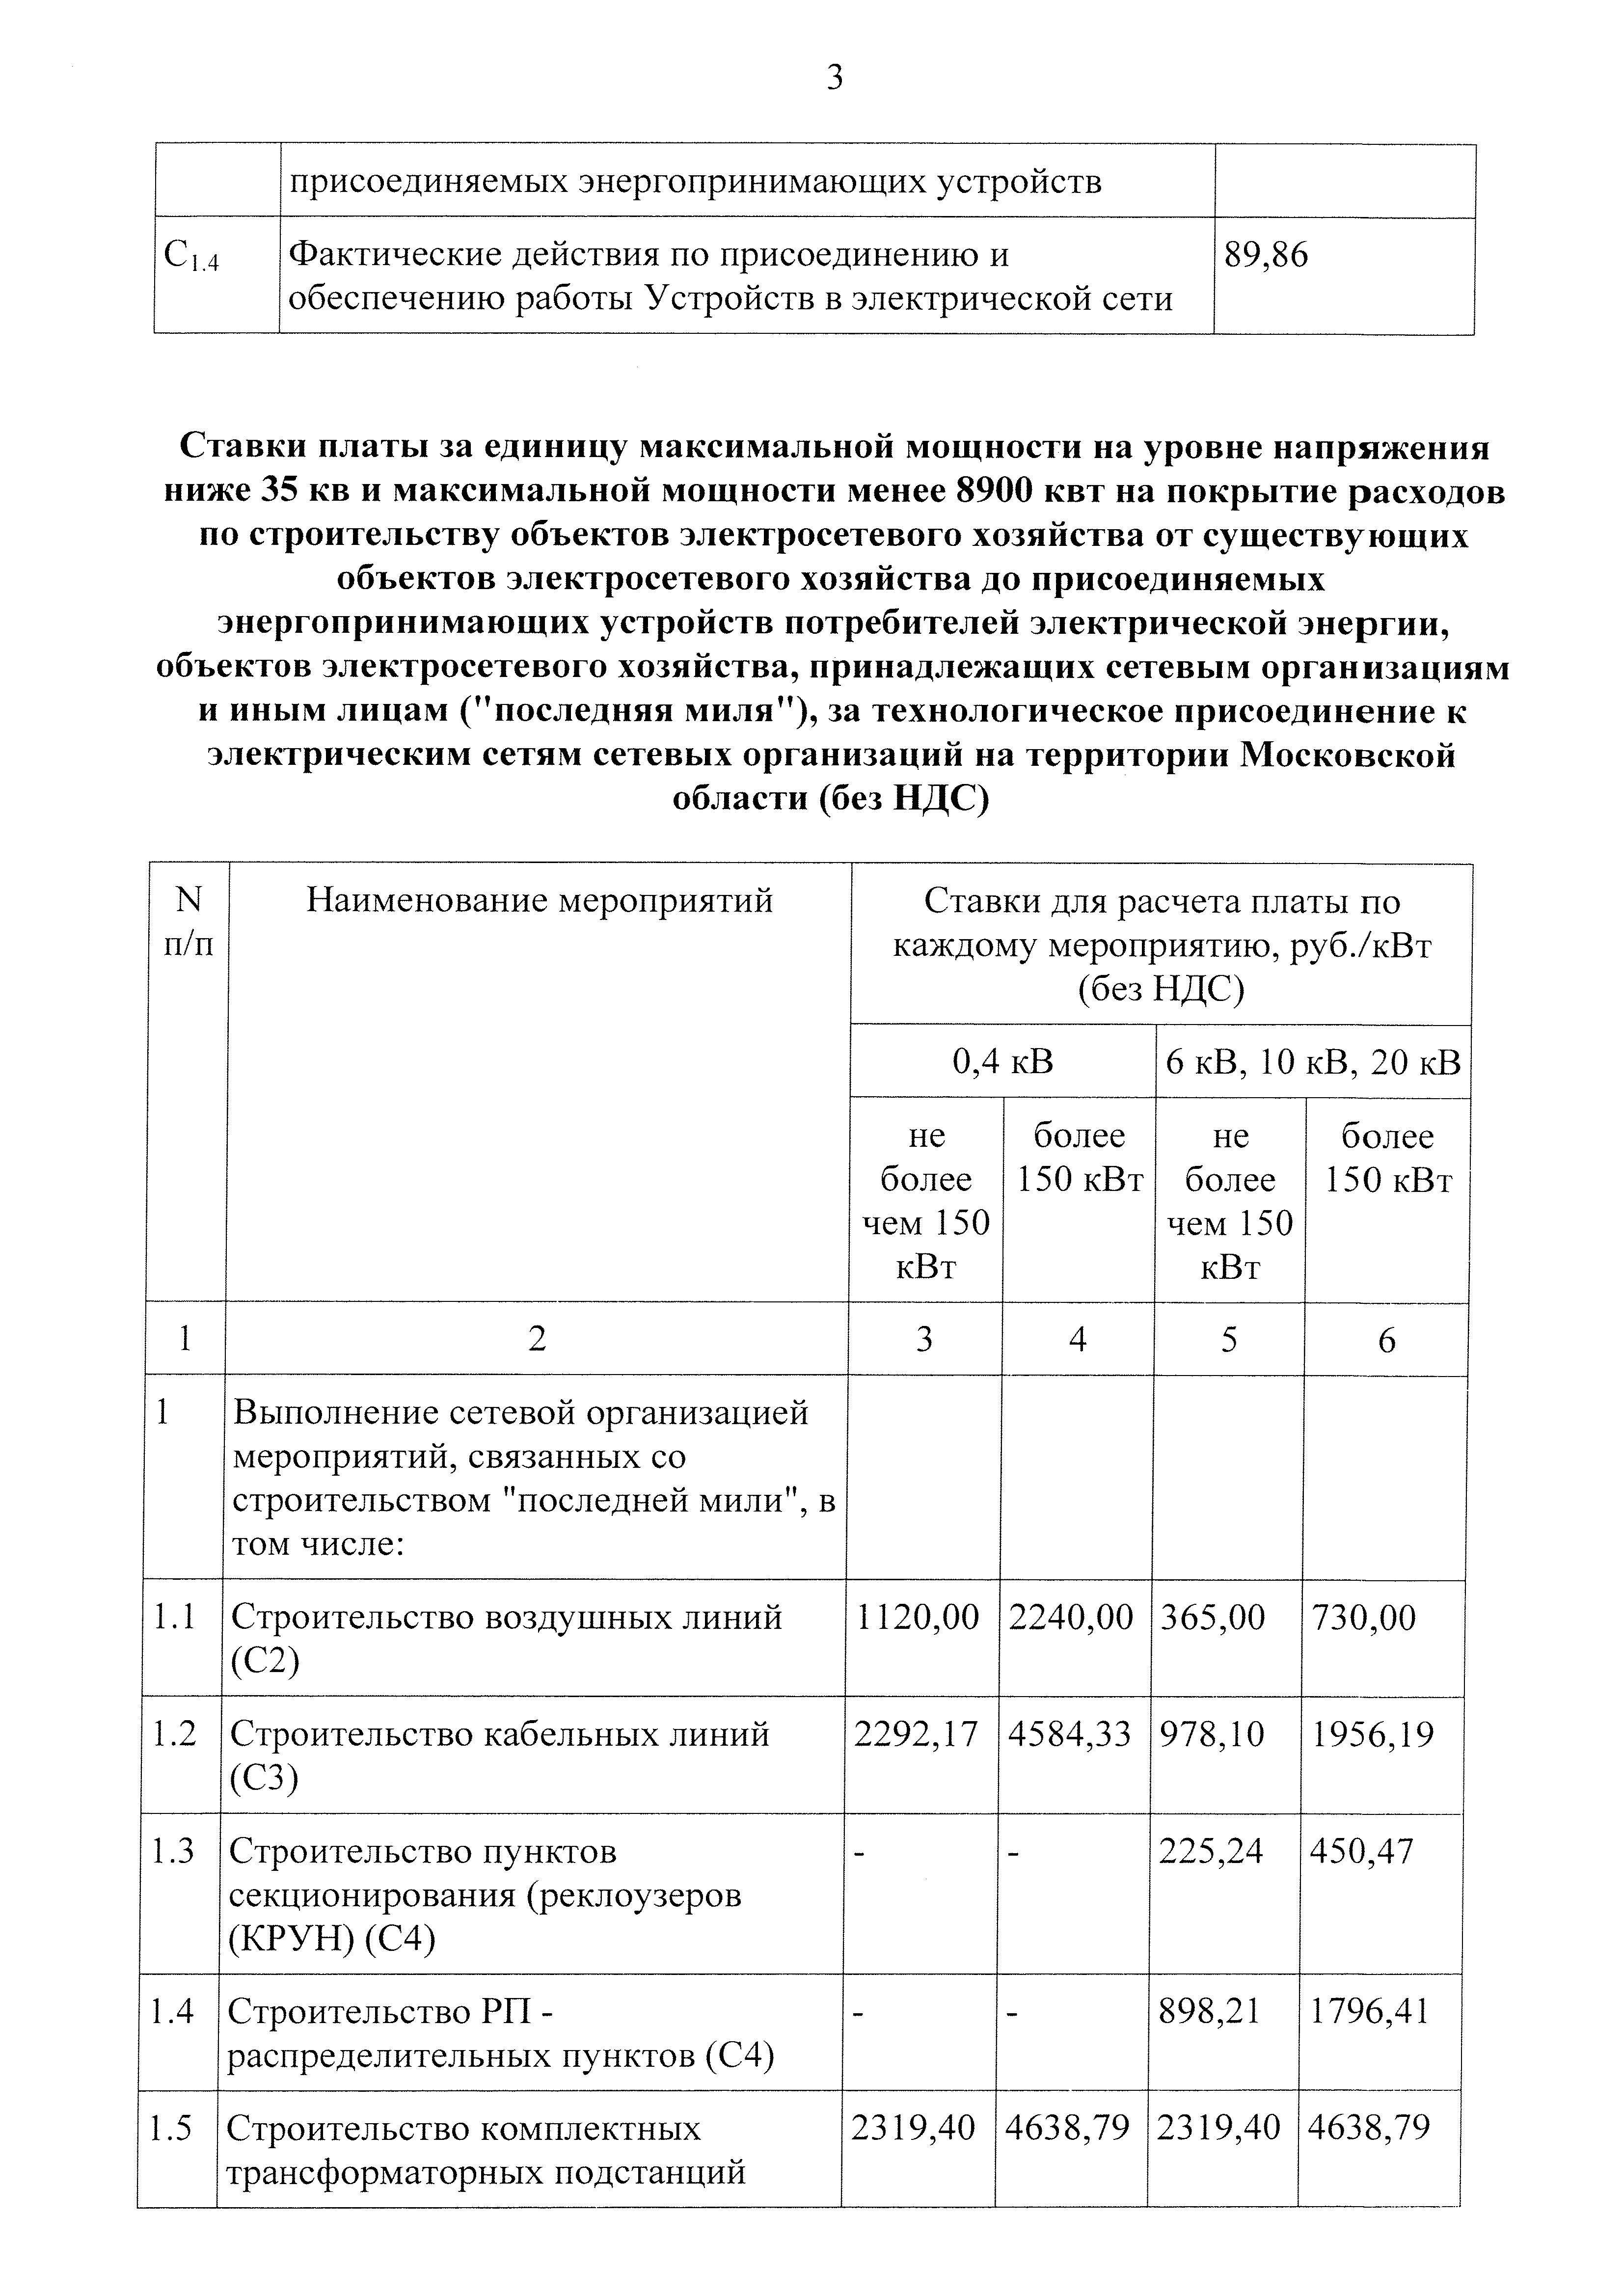 3
присоединяемых энергопринимающих устройств
С1.4
Фактические действия по присоединению и
обеспечению работы Устройств в электрической сети
89,86
Ставки платы за единицу максимальной мощности на уровне напряжения
ниже 35 кв и максимальной мощности менее 8900 квт на покрытие расходов
по строительству объектов электросетевого хозяйства от существующих
объектов электросетевого хозяйства до присоединяемых
энергопринимающих устройств потребителей электрической энергии,
объектов электросетевого хозяйства, принадлежащих сетевым организациям
и иным лицам ("последняя миля"), за технологическое присоединение к
электрическим сетям сетевых организаций на территории Московской
области (без НДС)
N
п/п
Наименование мероприятий
Ставки для расчета платы по
каждому мероприятию, руб./кВт
(без НДС)
0,4 кВ
6 кВ, 10 кВ, 20 кВ
не
более
чем 150
кВт
более
150 кВт
не
более
чем 150
кВт
более
150 кВт
1 2 3 4 5 6
1
Выполнение сетевой организацией
мероприятий, связанных со
строительством "последней мили", в
том числе:
1.1 Строительство воздушных линий 1120,00 2240,00 365,00 730,00
(С2)
1.2 Строительство кабельных линий 2292,17 4584,33 978,10 1956,19
(С3)
1.3 Строительство пунктов - - 225,24 450,47
секционирования (реклоузеров
(КРУН) (С4)
1.4 Строительство РП - - - 898,21 1796,41
распределительных пунктов (С4)
1.5 Строительство комплектных 2319,40 4638,79 2319,40 4638,79
трансформаторных подстанций